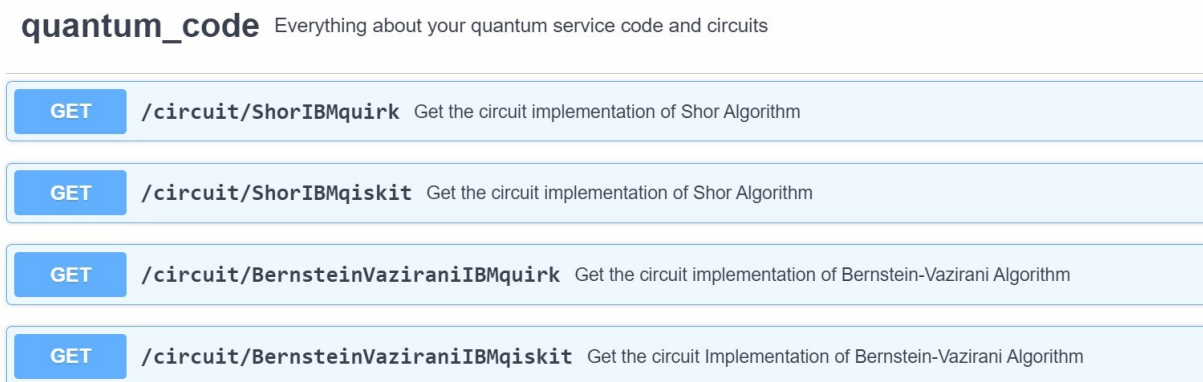 quantum_code Everything about your quantum service code and circuits
GET /circuit/ShorIBMquirk Get the circuit implementation of Shor Algorithm
GET /circuit/ShorIBMqiskit Get the circuit implementation of Shor Algorithm
GET /circuit/BernsteinVaziraniIBMquirk Get the circuit implementation of Bernstein-Vazirani Algorithm
GET /circuit/BernsteinVaziraniIBMqiskit Get the circuit Implementation of Bernstein-Vazirani Algorithm